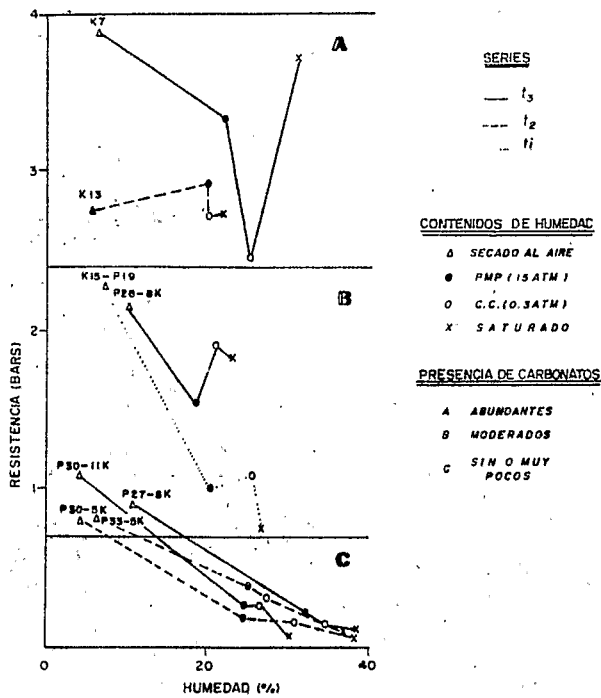 4
K7
A
3
K13
K15-P19
P26-8K
B
2
RESISTENCIA (BARS)
P30-11K
P27-8K
1
P30-5K
P33-5K
C
0
0
20
40
HUMEDAD (%)
SERIES
t3
t2
ti
CONTENIDOS DE HUMEDAD
Δ SECADO AL AIRE
● PMP (15 ATM)
O C.C. (0.3 ATM)
X SATURADO
PRESENCIA DE CARBONATOS
A ABUNDANTES
B MODERADOS
C SIN O MUY
POCOS